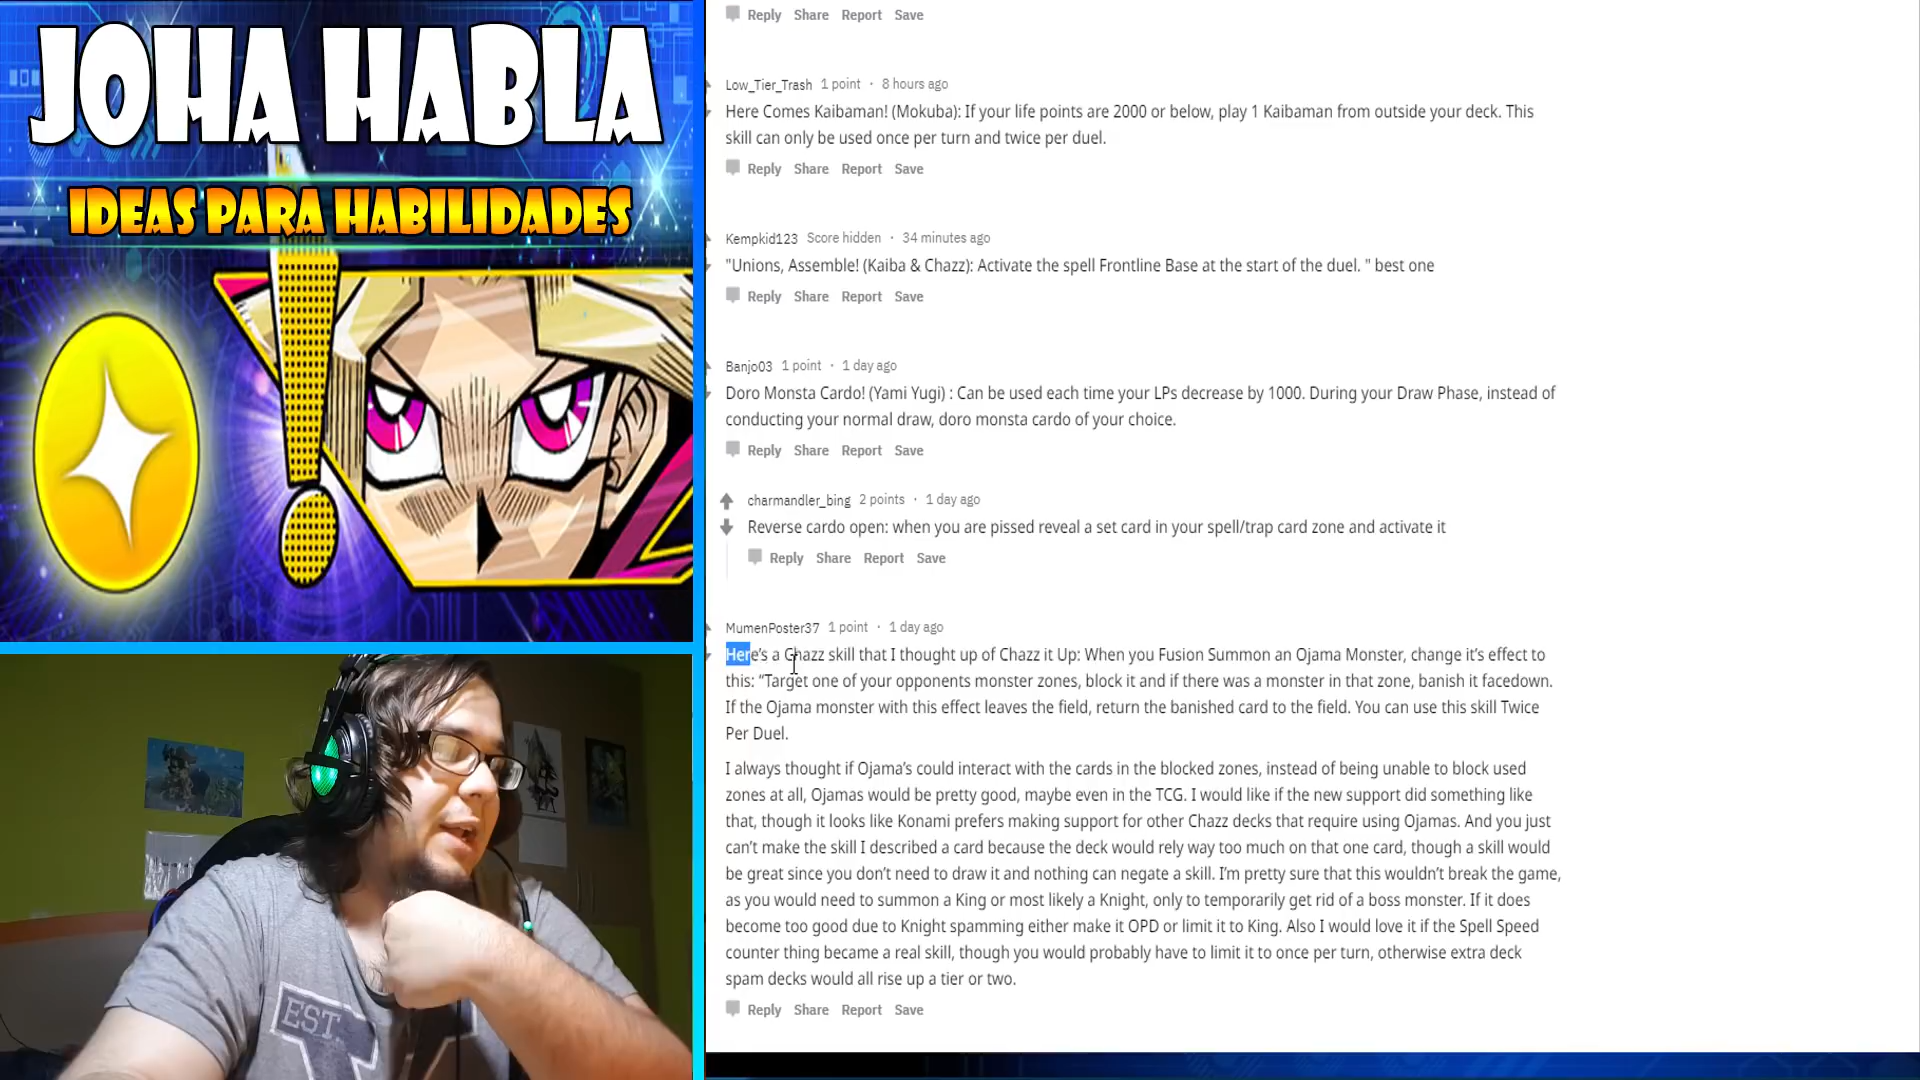 JOHA HABLA
IDEAS PARA HABILIDADES
EST.
Reply Share Report Save
Low_Tier_Trash 1 point · 8 hours ago
Here Comes Kaibaman! (Mokuba): If your life points are 2000 or below, play 1 Kaibaman from outside your deck. This
skill can only be used once per turn and twice per duel.
Reply Share Report Save
Kempkid123 Score hidden · 34 minutes ago
"Unions, Assemble! (Kaiba & Chazz): Activate the spell Frontline Base at the start of the duel. " best one
Reply Share Report Save
Banjo03 1 point · 1 day ago
Doro Monsta Cardo! (Yami Yugi) : Can be used each time your LPs decrease by 1000. During your Draw Phase, instead of
conducting your normal draw, doro monsta cardo of your choice.
Reply Share Report Save
charmandler_bing 2 points · 1 day ago
Reverse cardo open: when you are pissed reveal a set card in your spell/trap card zone and activate it
Reply Share Report Save
MumenPoster37 1 point · 1 day ago
Here’s a Chazz skill that I thought up of Chazz it Up: When you Fusion Summon an Ojama Monster, change it’s effect to
this: “Target one of your opponents monster zones, block it and if there was a monster in that zone, banish it facedown.
If the Ojama monster with this effect leaves the field, return the banished card to the field. You can use this skill Twice
Per Duel.
I always thought if Ojama’s could interact with the cards in the blocked zones, instead of being unable to block used
zones at all, Ojamas would be pretty good, maybe even in the TCG. I would like if the new support did something like
that, though it looks like Konami prefers making support for other Chazz decks that require using Ojamas. And you just
can’t make the skill I described a card because the deck would rely way too much on that one card, though a skill would
be great since you don’t need to draw it and nothing can negate a skill. I’m pretty sure that this wouldn’t break the game,
as you would need to summon a King or most likely a Knight, only to temporarily get rid of a boss monster. If it does
become too good due to Knight spamming either make it OPD or limit it to King. Also I would love it if the Spell Speed
counter thing became a real skill, though you would probably have to limit it to once per turn, otherwise extra deck
spam decks would all rise up a tier or two.
Reply Share Report Save